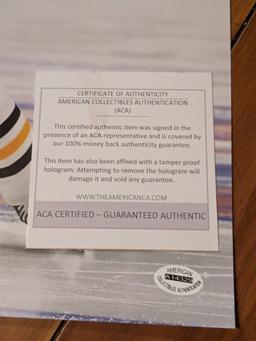 CERTIFICATE OF AUTHENTICITY
AMERICAN COLLECTIBLES AUTHENTICATION
(ACA)
This certified authentic item was signed in the
presence of an ACA representative and is covered by
our 100% money back authenticity guarantee.
This item has also been affixed with a tamper proof
hologram. Attempting to remove the hologram will
damage it and void any guarantee.
WWW.THEAMERICANCA.COM
ACA CERTIFIED – GUARANTEED AUTHENTIC
AMERICAN
COLLECTIBLES AUTHENTICATION